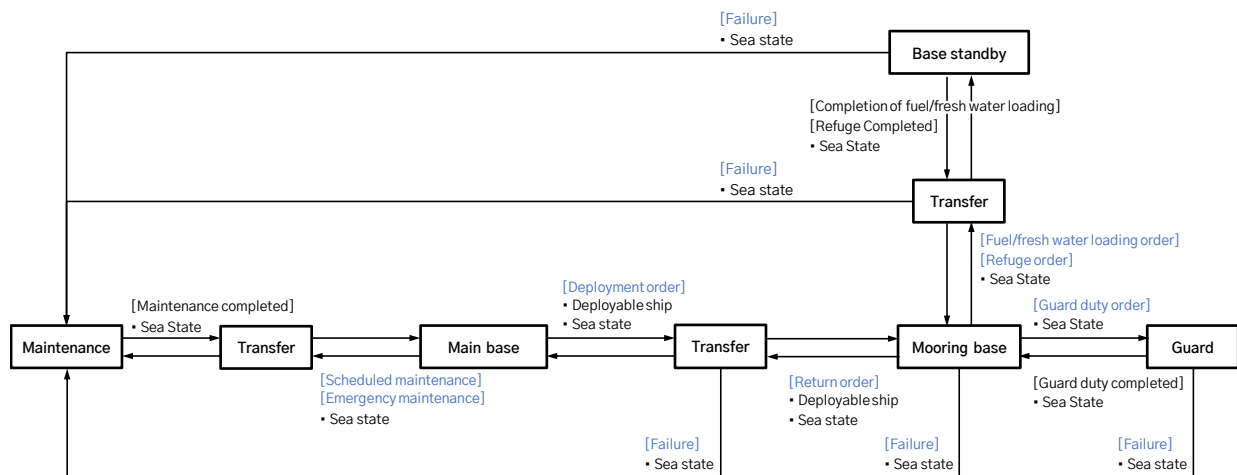 [Failure]
▪ Sea state
Base standby
[Completion of fuel/fresh water loading]
[Refuge Completed]
▪ Sea State
[Failure]
▪ Sea state
Transfer
[Fuel/fresh water loading order]
[Refuge order]
▪ Sea State
[Maintenance completed]
▪ Sea State
[Deployment order]
▪ Deployable ship
▪ Sea state
[Guard duty order]
▪ Sea State
Maintenance
Transfer
Main base
Transfer
Mooring base
Guard
[Scheduled maintenance]
[Emergency maintenance]
▪ Sea state
[Return order]
▪ Deployable ship
▪ Sea state
[Guard duty completed]
▪ Sea State
[Failure]
▪ Sea state
[Failure]
▪ Sea state
[Failure]
▪ Sea state